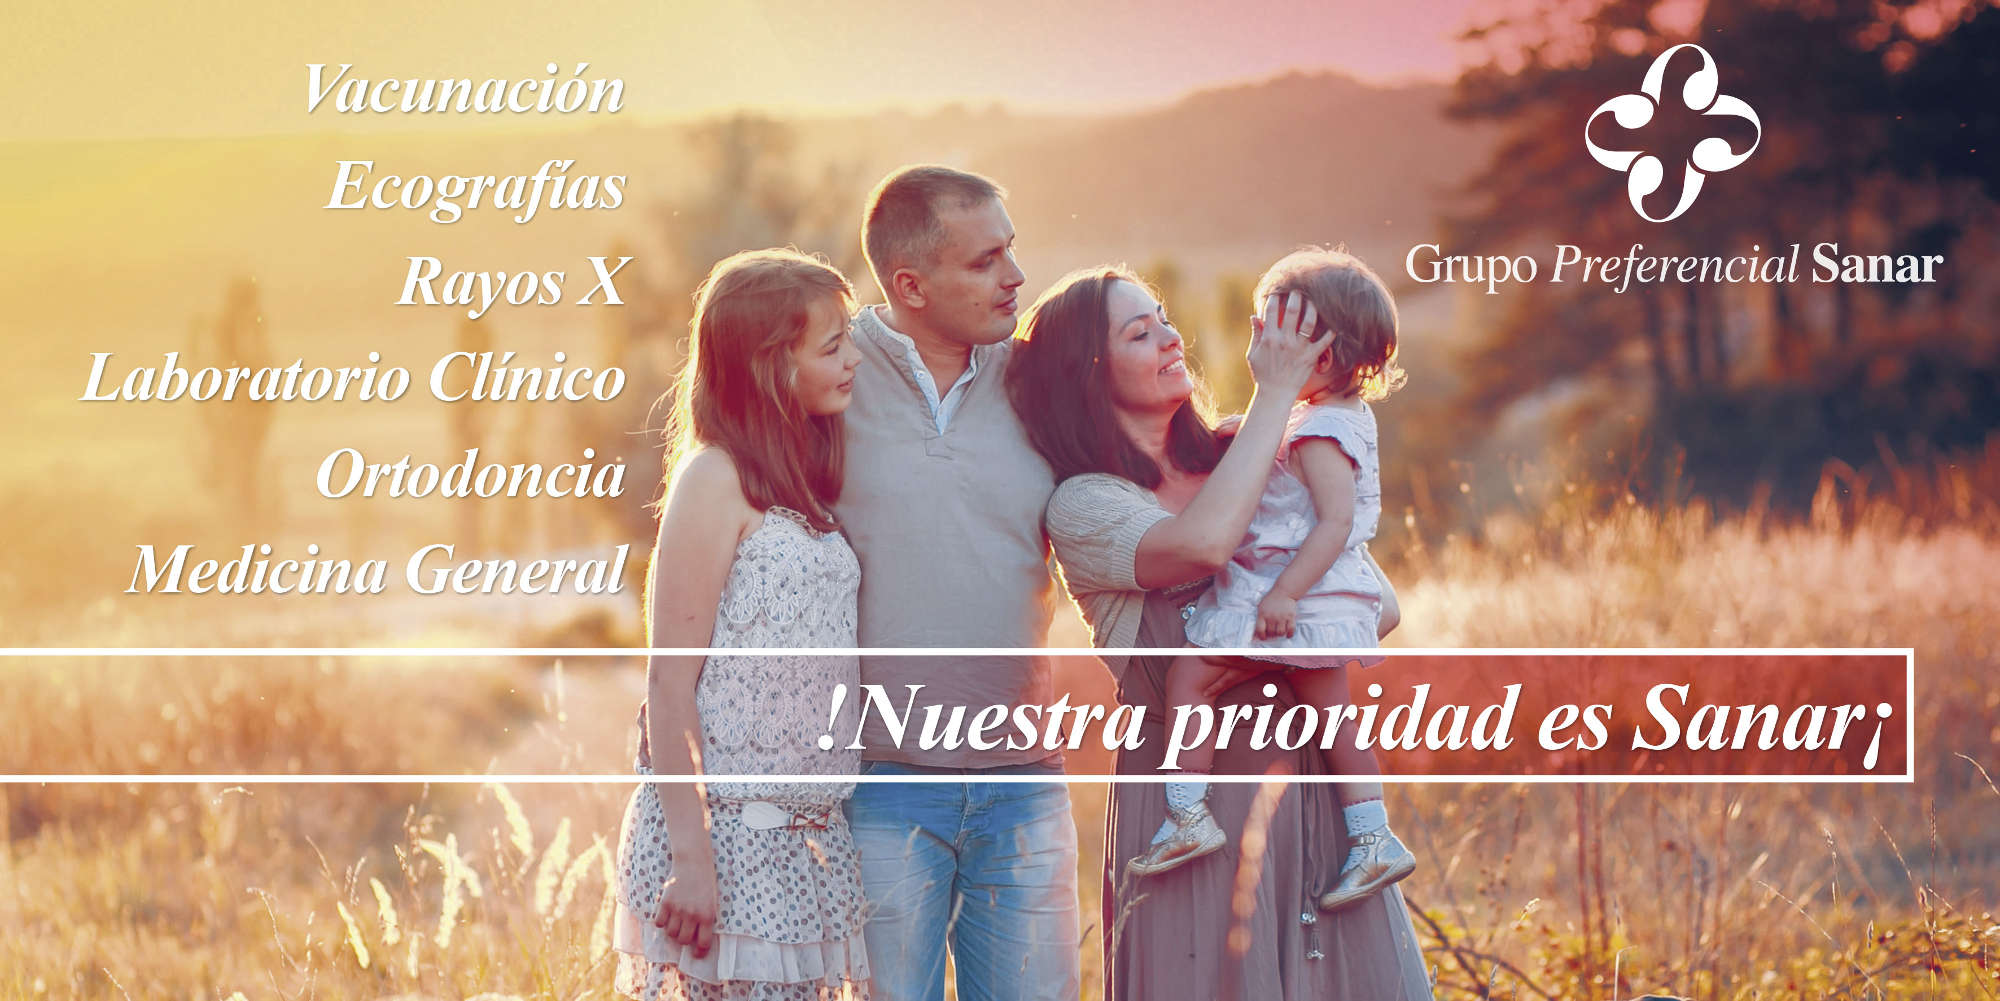 Vacunación
Ecografías
Rayos X
Laboratorio Clínico
Ortodoncia
Medicina General
Grupo Preferencial Sanar
!Nuestra prioridad es Sanar¡